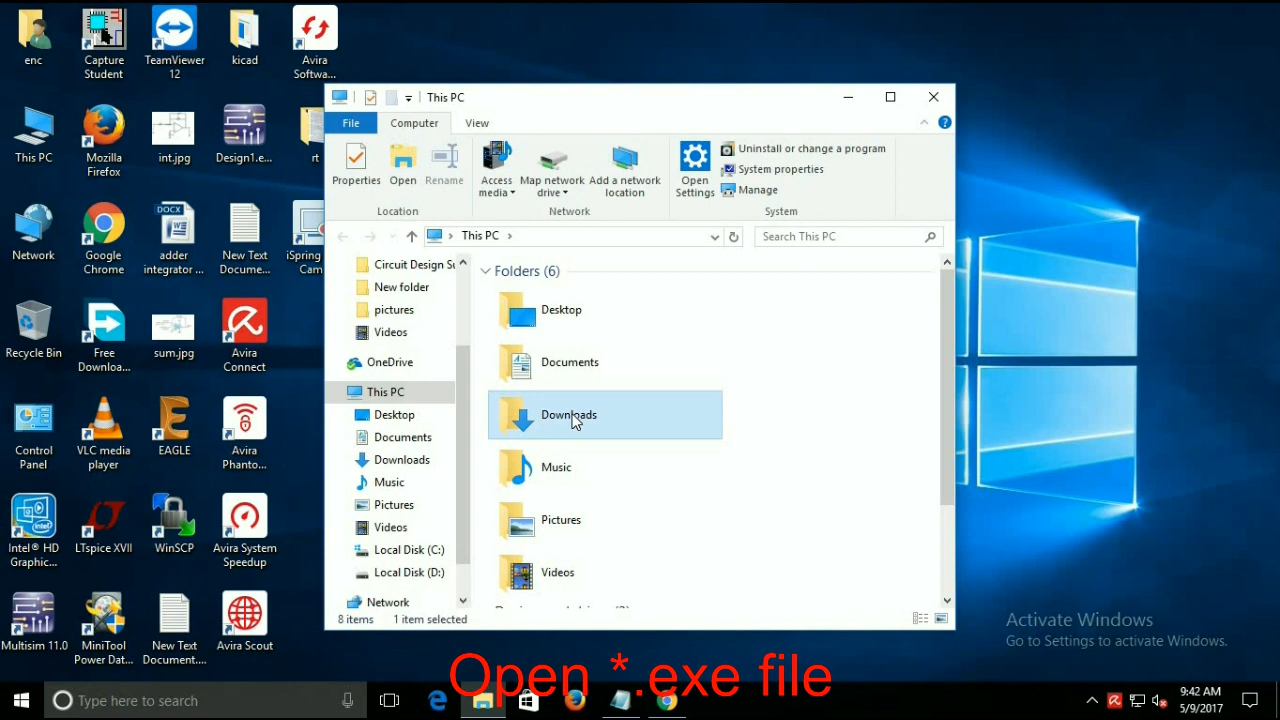 enc
Capture
Student
TeamViewer
12
kicad
Avira
Softwa...
This PC
Mozilla
Firefox
int.jpg
Design1.e...
rt
Network
Google
Chrome
DOCX
adder
integrator ...
New Text
Docume...
iSpring
Cam
Recycle Bin
Free
Downloa...
sum.jpg
Avira
Connect
Control
Panel
VLC media
player
EAGLE
Avira
Phanto...
Intel® HD
Graphic...
LTspice XVII
WinSCP
Avira System
Speedup
Multisim 11.0
MiniTool
Power Dat...
New Text
Document....
Avira Scout
This PC
File
Computer
View
Properties
Open
Rename
Location
Access
media
Map network
drive
Add a network
location
Network
Open
Settings
Uninstall or change a program
System properties
Manage
System
This PC
Search This PC
Circuit Design Su
New folder
pictures
Videos
OneDrive
This PC
Desktop
Documents
Downloads
Music
Pictures
Videos
Local Disk (C:)
Local Disk (D:)
Network
Folders (6)
Desktop
Documents
Downloads
Music
Pictures
Videos
8 items
1 item selected
Activate Windows
Go to Settings to activate Windows.
Open *.exe file
Type here to search
9:42 AM
5/9/2017